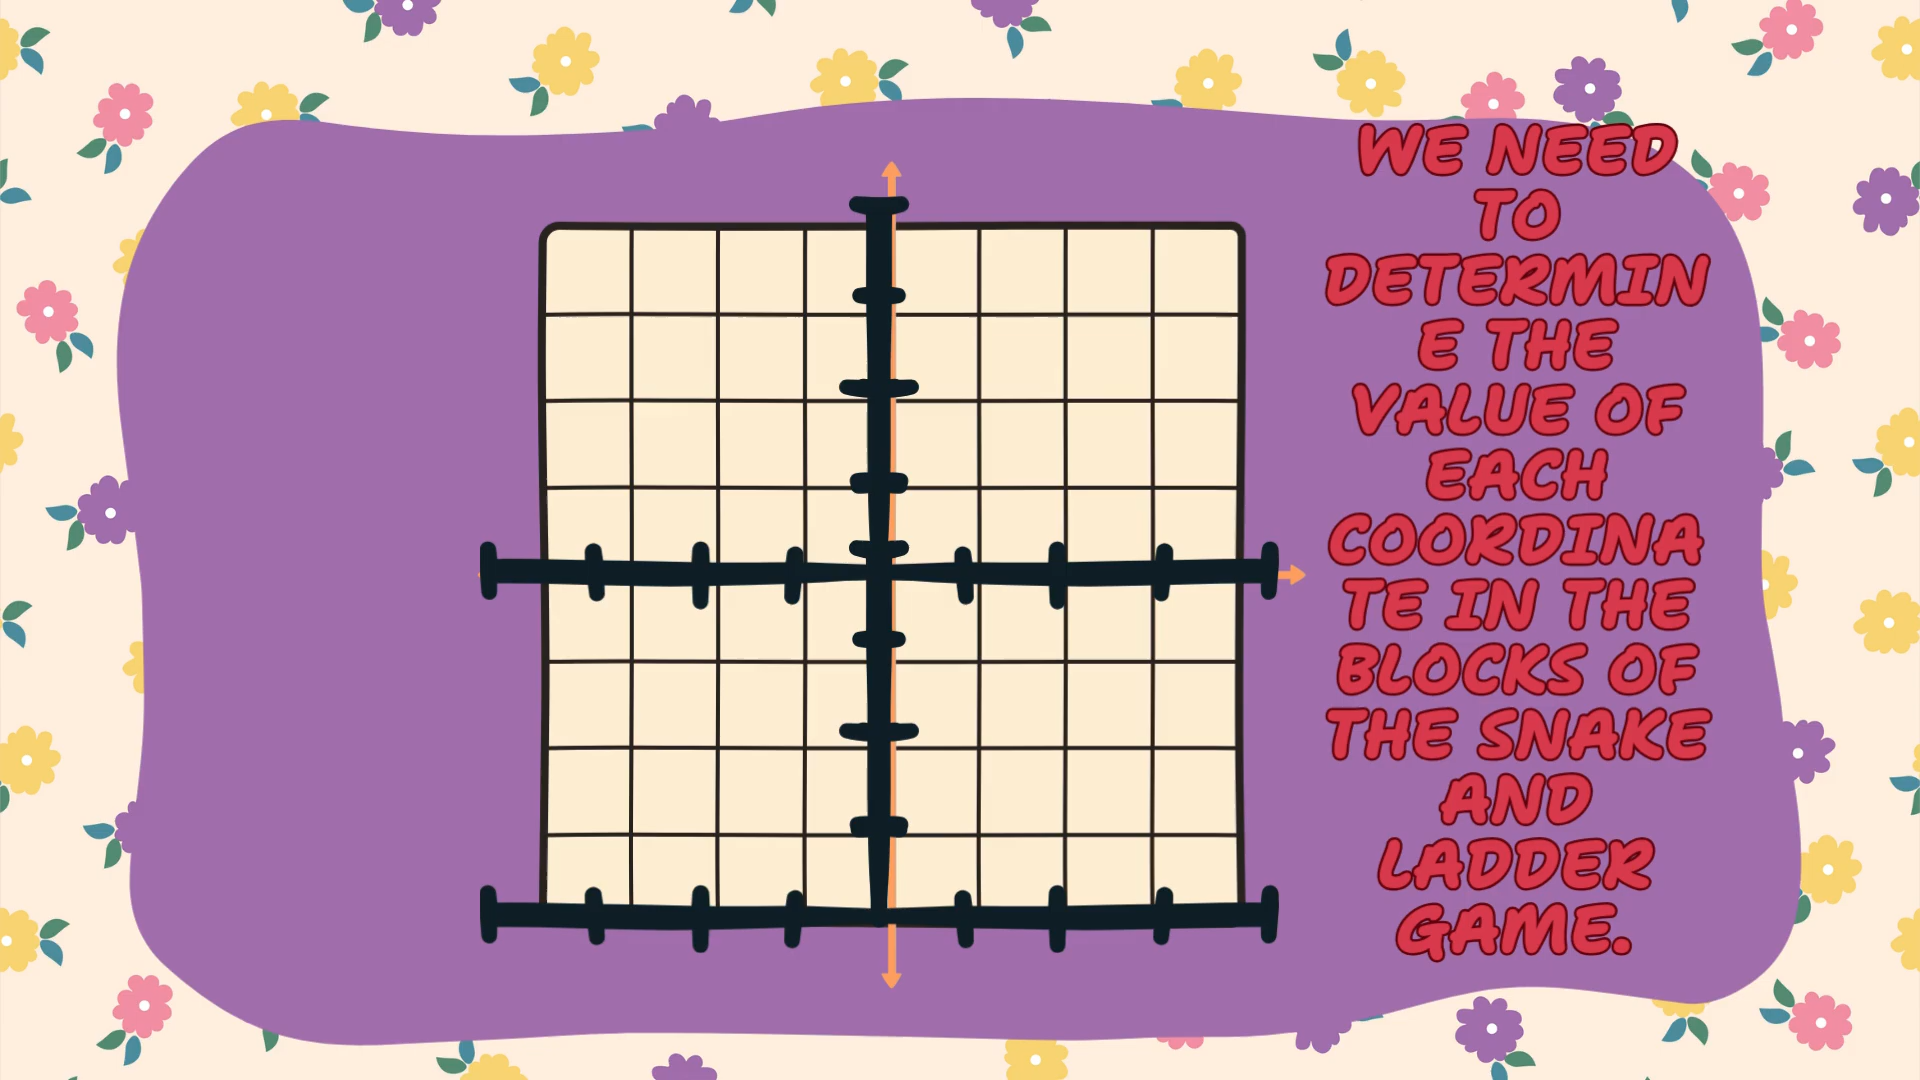 WE NEED
TO
DETERMIN
E THE
VALUE OF
EACH
COORDINA
TE IN THE
BLOCKS OF
THE SNAKE
AND
LADDER
GAME.